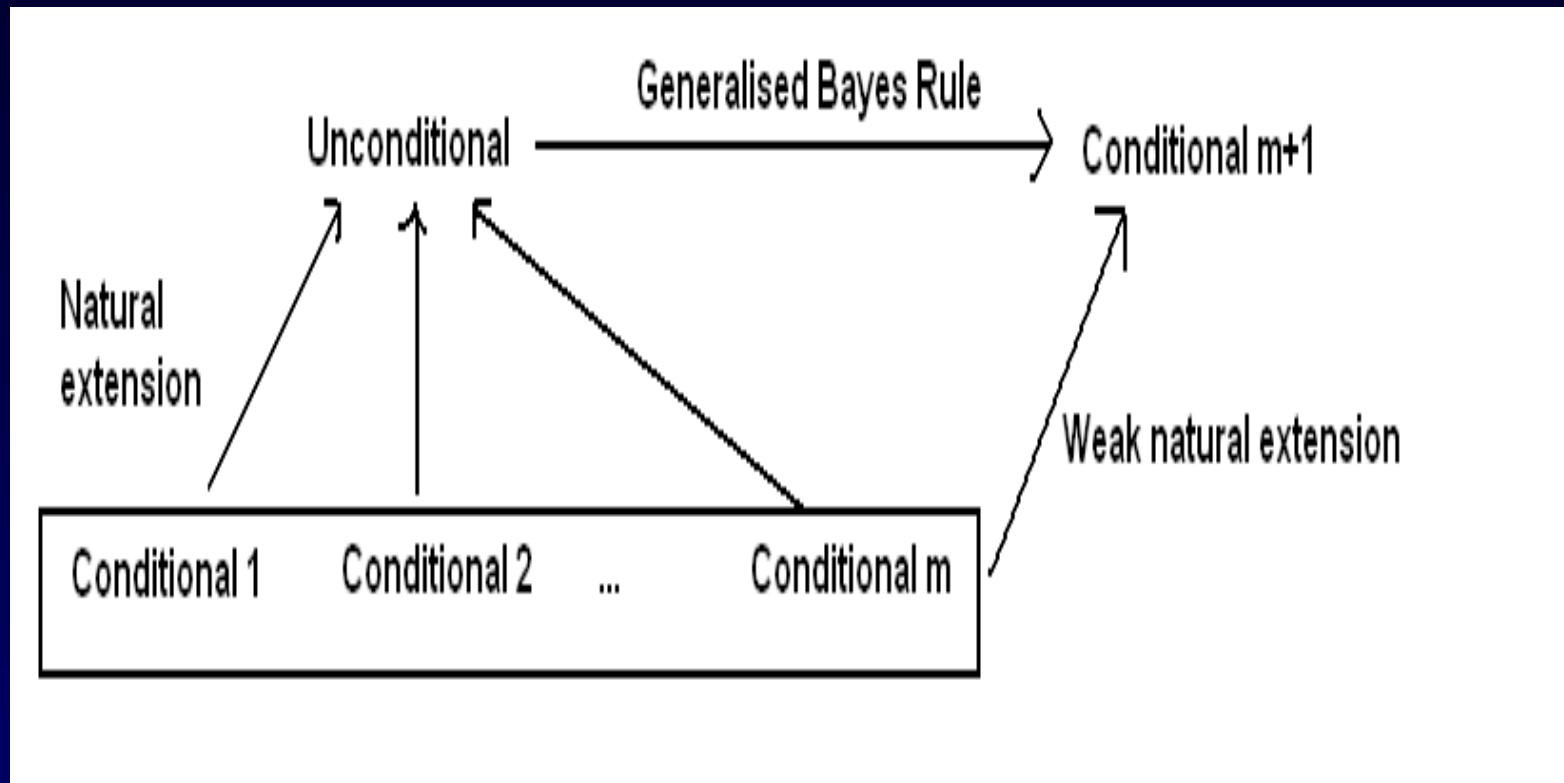 Generalised Bayes Rule
Unconditional
Conditional m+1
Natural
extension
Weak natural extension
Conditional 1
Conditional 2
...
Conditional m